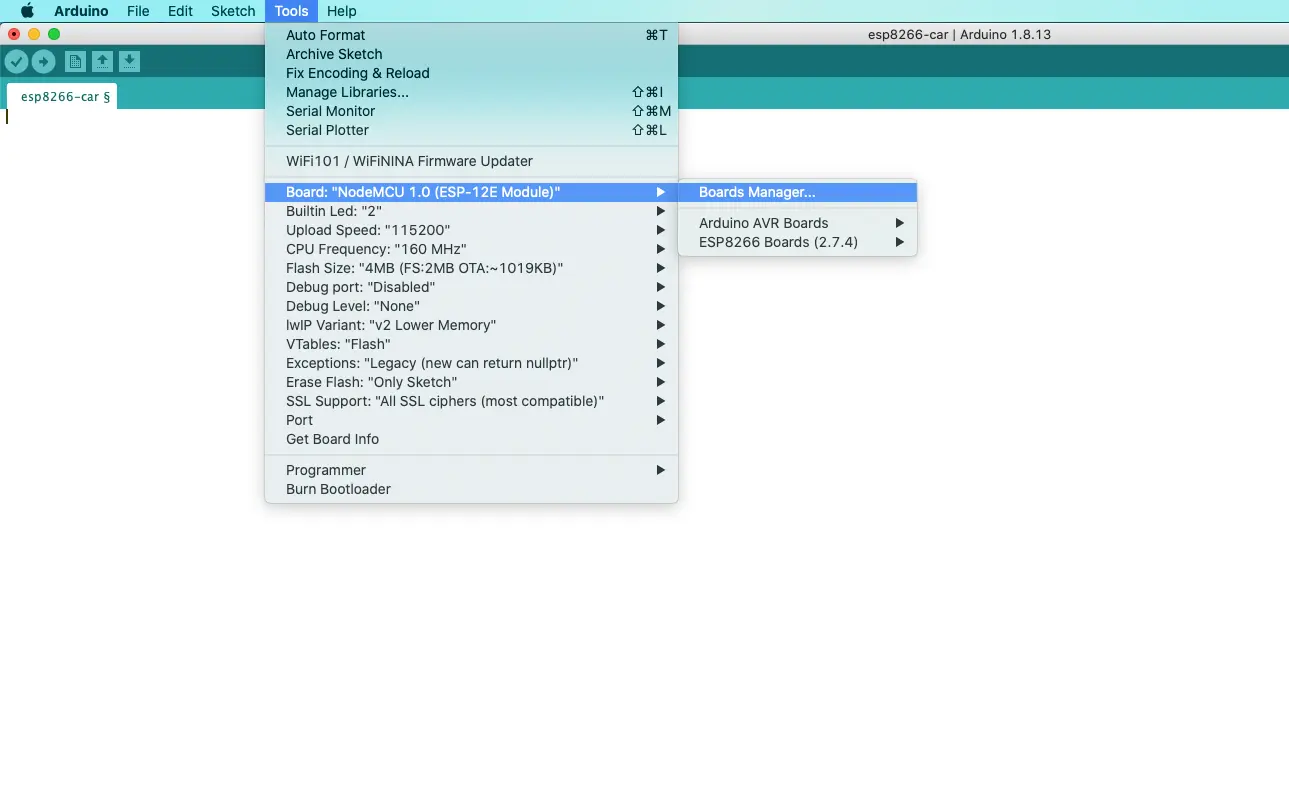 Arduino File Edit Sketch Tools Help
esp8266-car | Arduino 1.8.13
esp8266-car §
Auto Format ⌘T
Archive Sketch
Fix Encoding & Reload
Manage Libraries... ⇧⌘I
Serial Monitor ⇧⌘M
Serial Plotter ⇧⌘L
WiFi101 / WiFiNINA Firmware Updater
Board: "NodeMCU 1.0 (ESP-12E Module)"
Builtin Led: "2"
Upload Speed: "115200"
CPU Frequency: "160 MHz"
Flash Size: "4MB (FS:2MB OTA:~1019KB)"
Debug port: "Disabled"
Debug Level: "None"
lwIP Variant: "v2 Lower Memory"
VTables: "Flash"
Exceptions: "Legacy (new can return nullptr)"
Erase Flash: "Only Sketch"
SSL Support: "All SSL ciphers (most compatible)"
Port
Get Board Info
Programmer
Burn Bootloader
Boards Manager...
Arduino AVR Boards
ESP8266 Boards (2.7.4)